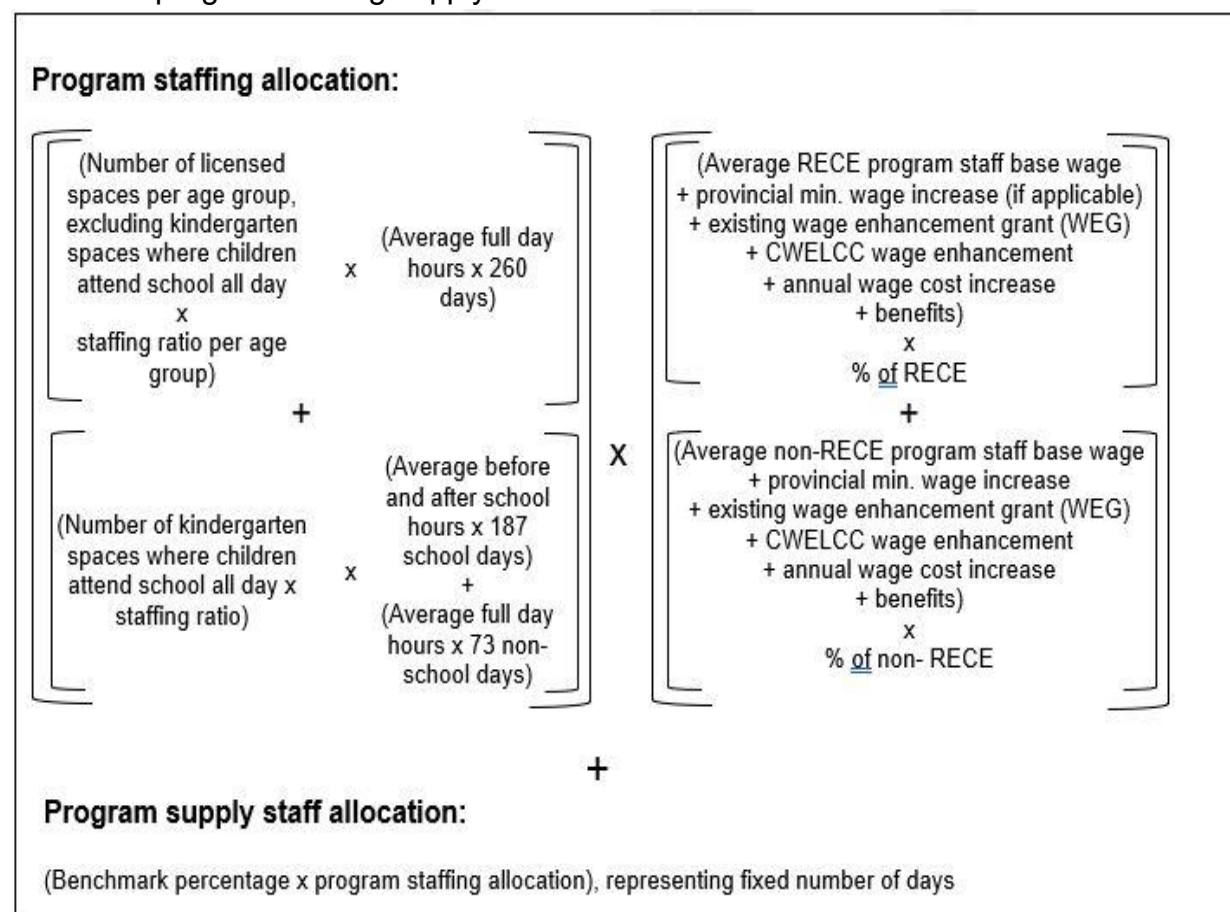 Program staffing allocation:
(Number of licensed
spaces per age group,
excluding kindergarten
spaces where children
attend school all day
x
staffing ratio per age
group)
x
(Average full day
hours x 260
days)
+
(Number of kindergarten
spaces where children
attend school all day x
staffing ratio)
x
(Average before
and after school
hours x 187
school days)
+
(Average full day
hours x 73 non-
school days)
X
(Average RECE program staff base wage
+ provincial min. wage increase (if applicable)
+ existing wage enhancement grant (WEG)
+ CWELCC wage enhancement
+ annual wage cost increase
+ benefits)
x
% of RECE
+
(Average non-RECE program staff base wage
+ provincial min. wage increase
+ existing wage enhancement grant (WEG)
+ CWELCC wage enhancement
+ annual wage cost increase
+ benefits)
x
% of non- RECE
+
Program supply staff allocation:
(Benchmark percentage x program staffing allocation), representing fixed number of days